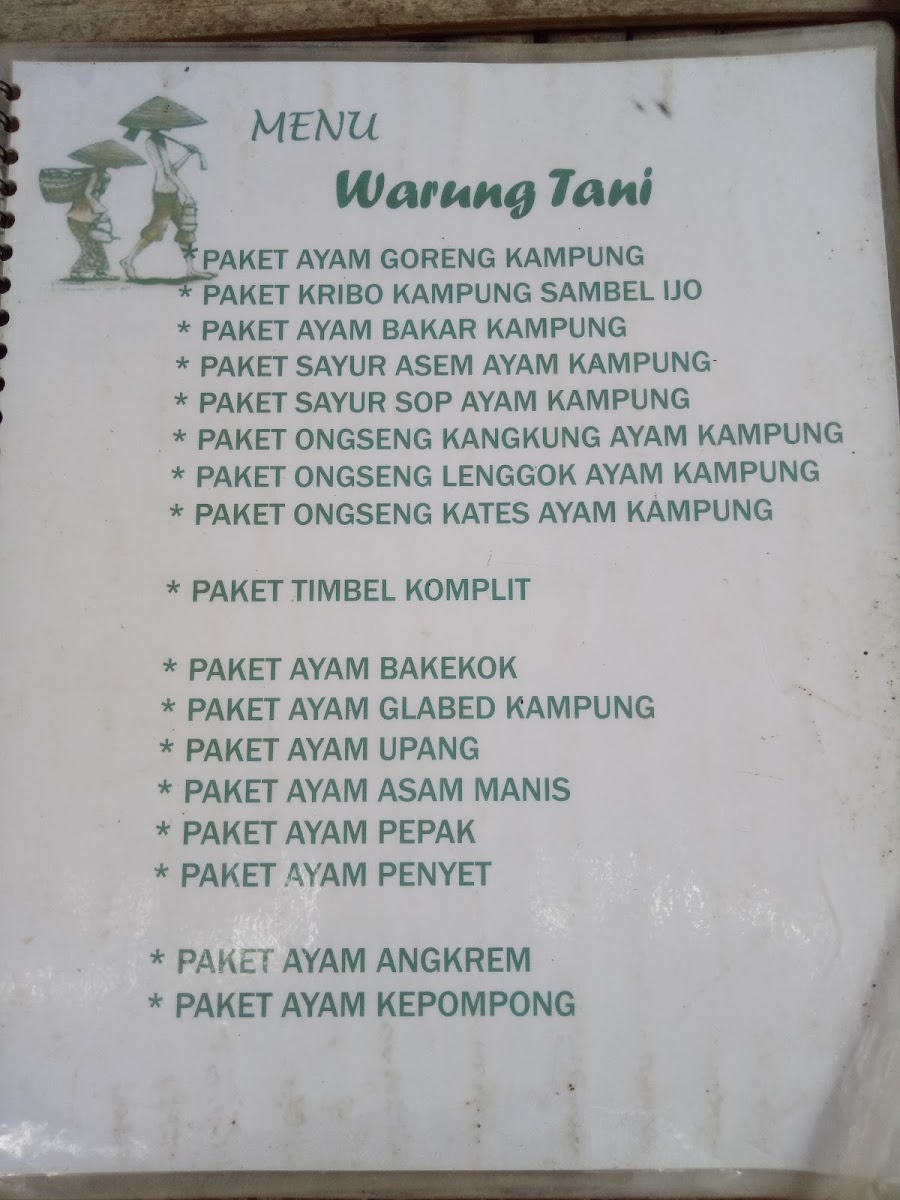 MENU
Warung Tani
* PAKET AYAM GORENG KAMPUNG
* PAKET KRIBO KAMPUNG SAMBEL IJO
* PAKET AYAM BAKAR KAMPUNG
* PAKET SAYUR ASEM AYAM KAMPUNG
* PAKET SAYUR SOP AYAM KAMPUNG
* PAKET ONGSENG KANGKUNG AYAM KAMPUNG
* PAKET ONGSENG LENGGOK AYAM KAMPUNG
* PAKET ONGSENG KATES AYAM KAMPUNG
* PAKET TIMBEL KOMPLIT
* PAKET AYAM BAKEKOK
* PAKET AYAM GLABED KAMPUNG
* PAKET AYAM UPANG
* PAKET AYAM ASAM MANIS
* PAKET AYAM PEPAK
* PAKET AYAM PENYET
* PAKET AYAM ANGKREM
* PAKET AYAM KEPOMPONG